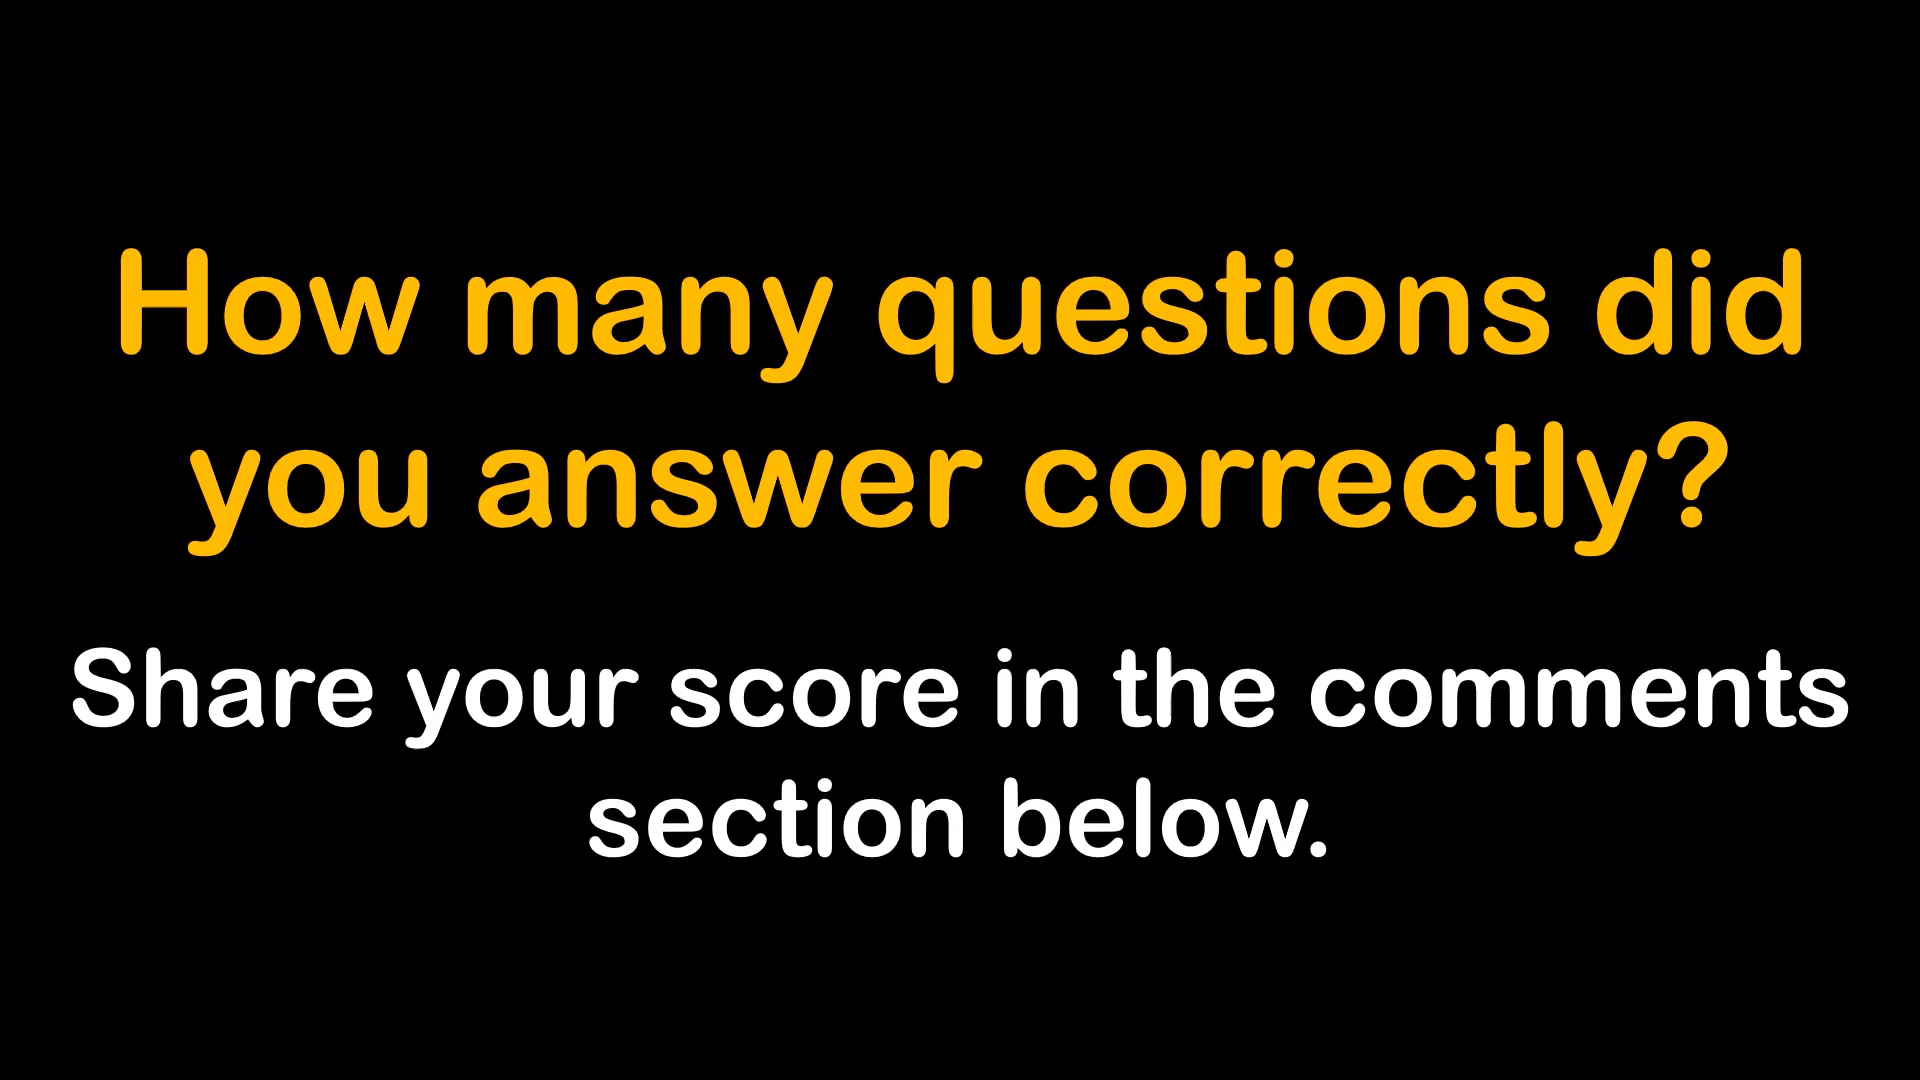 How many questions did
you answer correctly?
Share your score in the comments
section below.